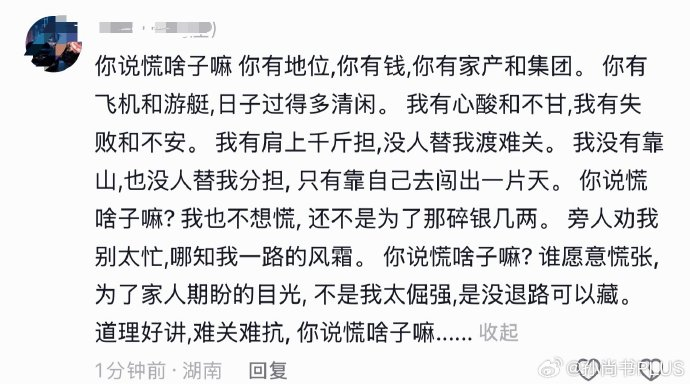 你说慌啥子嘛 你有地位,你有钱,你有家产和集团。 你有
飞机和游艇,日子过得多清闲。 我有心酸和不甘,我有失
败和不安。 我有肩上千斤担,没人替我渡难关。 我没有靠
山,也没人替我分担, 只有靠自己去闯出一片天。 你说慌
啥子嘛? 我也不想慌, 还不是为了那碎银几两。 旁人劝我
别太忙,哪知我一路的风霜。 你说慌啥子嘛? 谁愿意慌张,
为了家人期盼的目光, 不是我太倔强,是没退路可以藏。
道理好讲,难关难抗, 你说慌啥子嘛...... 收起
1分钟前 · 湖南 回复
@孙尚书PLUS